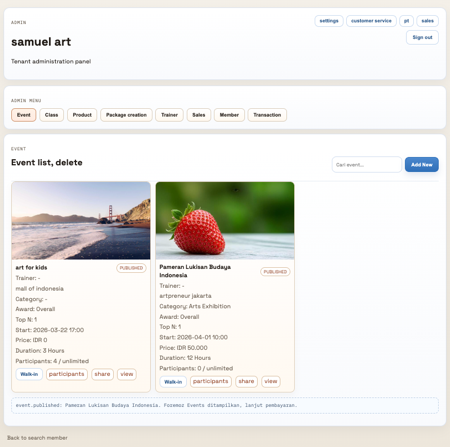 ADMIN
settings customer service pt sales
samuel art
Sign out
Tenant administration panel
ADMIN MENU
Event Class Product Package creation Trainer Sales Member Transaction
EVENT
Event list, delete
Cari event...
Add New
art for kids
PUBLISHED
Trainer: -
mall of indonesia
Category: -
Award: Overall
Top N: 1
Start: 2026-03-22 17:00
Price: IDR 0
Duration: 3 Hours
Participants: 4 / unlimited
Walk-in participants share view
Pameran Lukisan Budaya
Indonesia
PUBLISHED
Trainer: -
artpreneur jakarta
Category: Arts Exhibition
Award: Overall
Top N: 1
Start: 2026-04-01 10:00
Price: IDR 50,000
Duration: 12 Hours
Participants: 0 / unlimited
Walk-in participants share view
event.published: Pameran Lukisan Budaya Indonesia. Foremoz Events ditampilkan, lanjut pembayaran.
Back to search member